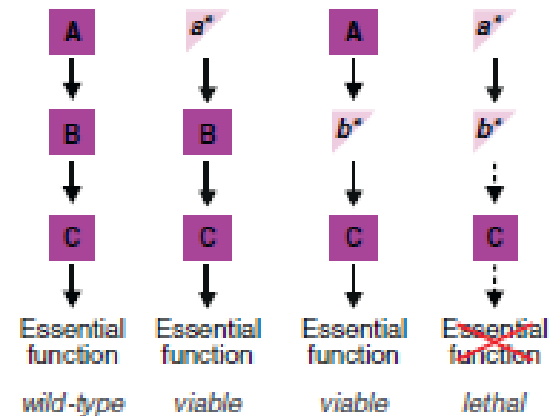 A a* A a*
B B b* b*
C C C C
Essential Essential Essential Essential
function function function function
wild-type viable viable lethal